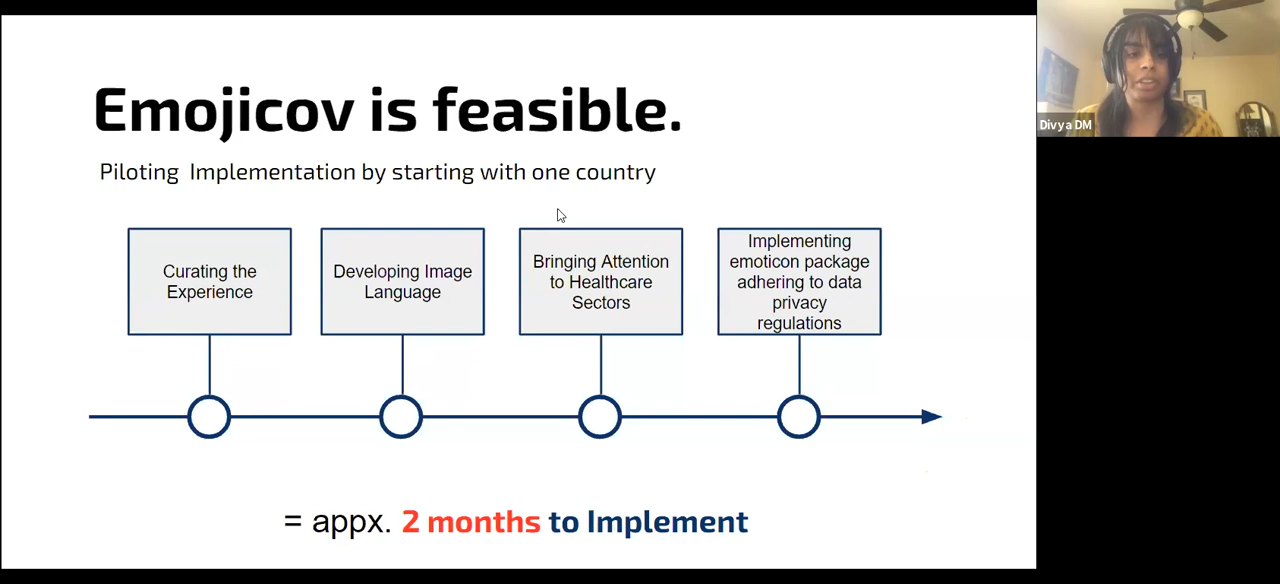 Emojicov is feasible.
Piloting Implementation by starting with one country
Curating the
Experience
Developing Image
Language
Bringing Attention
to Healthcare
Sectors
Implementing
emoticon package
adhering to data
privacy
regulations
= appx. 2 months to Implement
Divya DM